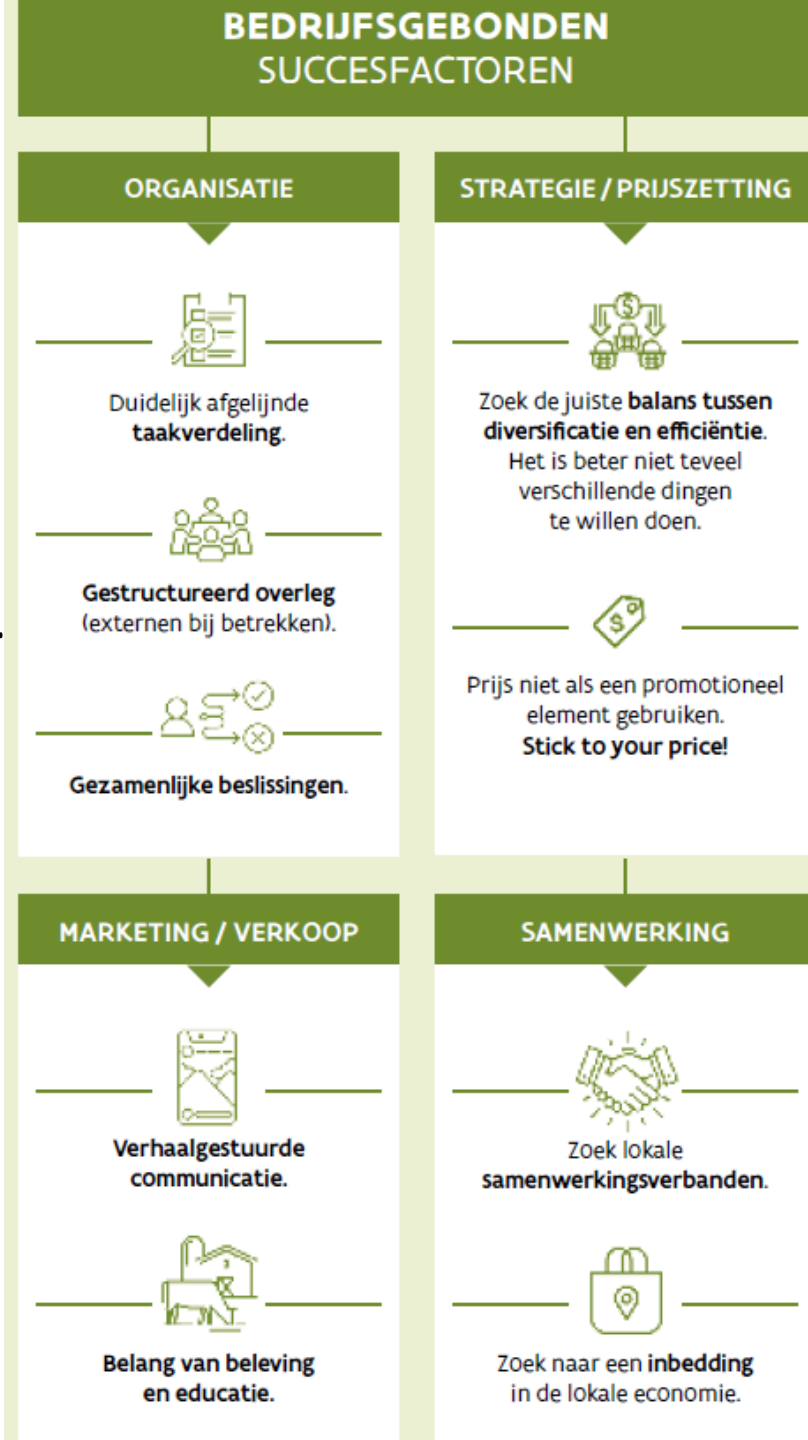 BEDRIJFSGEBONDEN
SUCCESFACTOREN
ORGANISATIE
Duidelijk afgelijnde
taakverdeling.
Gestructureerd overleg
(externen bij betrekken).
Gezamenlijke beslissingen.
STRATEGIE / PRIJSZETTING
Zoek de juiste balans tussen
diversificatie en efficiëntie.
Het is beter niet teveel
verschillende dingen
te willen doen.
Prijs niet als een promotioneel
element gebruiken.
Stick to your price!
MARKETING / VERKOOP
Verhaalgestuurde
communicatie.
Belang van beleving
en educatie.
SAMENWERKING
Zoek lokale
samenwerkingsverbanden.
Zoek naar een inbedding
in de lokale economie.